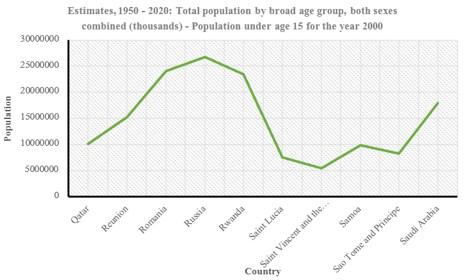 Estimates, 1950 - 2020: Total population by broad age group, both sexes
combined (thousands) - Population under age 15 for the year 2000
30000000
25000000
20000000
15000000
10000000
5000000
0
Population
Qatar
Reunion
Romania
Russia
Rwanda
Saint Lucia
Saint Vincent and the…
Samoa
Sao Tome and Principe
Saudi Arabia
Country